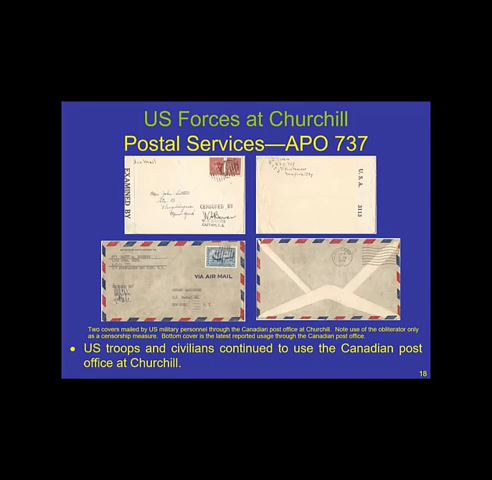 US Forces at Churchill
Postal Services—APO 737
Air Mail
EXAMINED BY
CENSORED BY
U.S.A.
3113
VIA AIR MAIL
Two covers mailed by US military personnel through the Canadian post office at Churchill. Note use of the obliterator only
as a censorship measure. Bottom cover is the latest reported usage through the Canadian post office.
• US troops and civilians continued to use the Canadian post
office at Churchill.
18